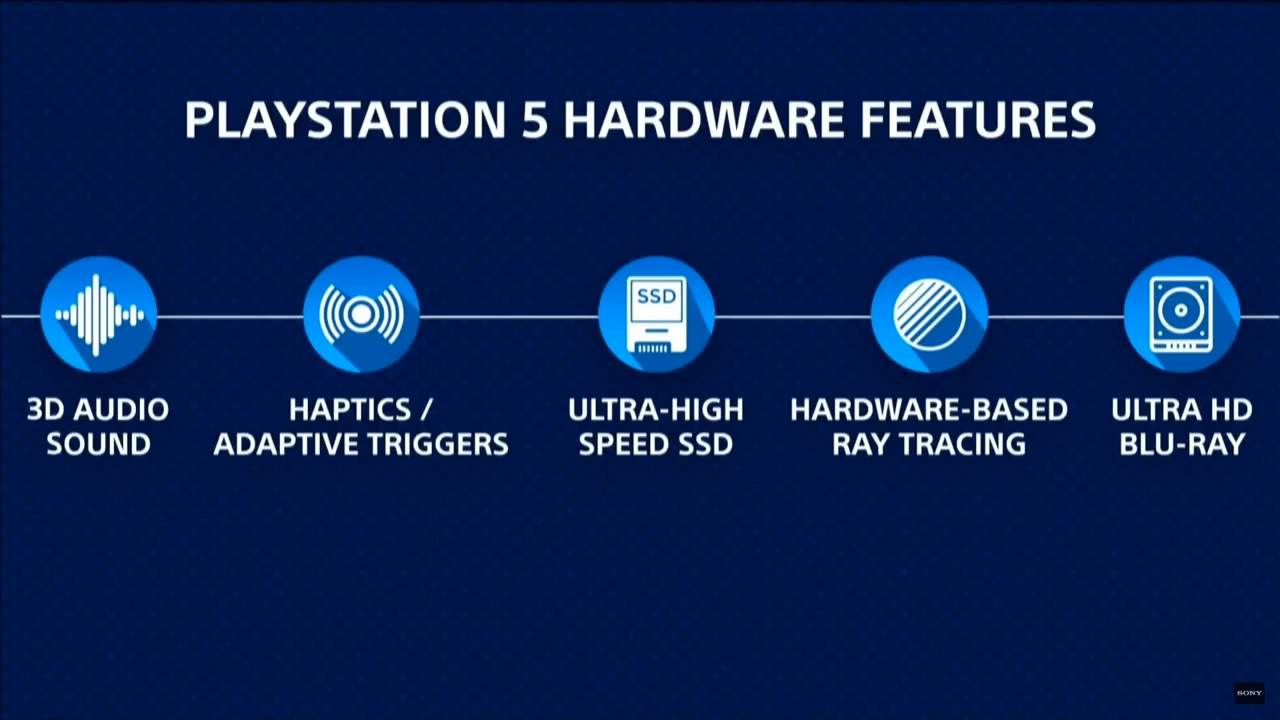 PLAYSTATION 5 HARDWARE FEATURES
SSD
3D AUDIO
SOUND
HAPTICS /
ADAPTIVE TRIGGERS
ULTRA-HIGH
SPEED SSD
HARDWARE-BASED
RAY TRACING
ULTRA HD
BLU-RAY
SONY